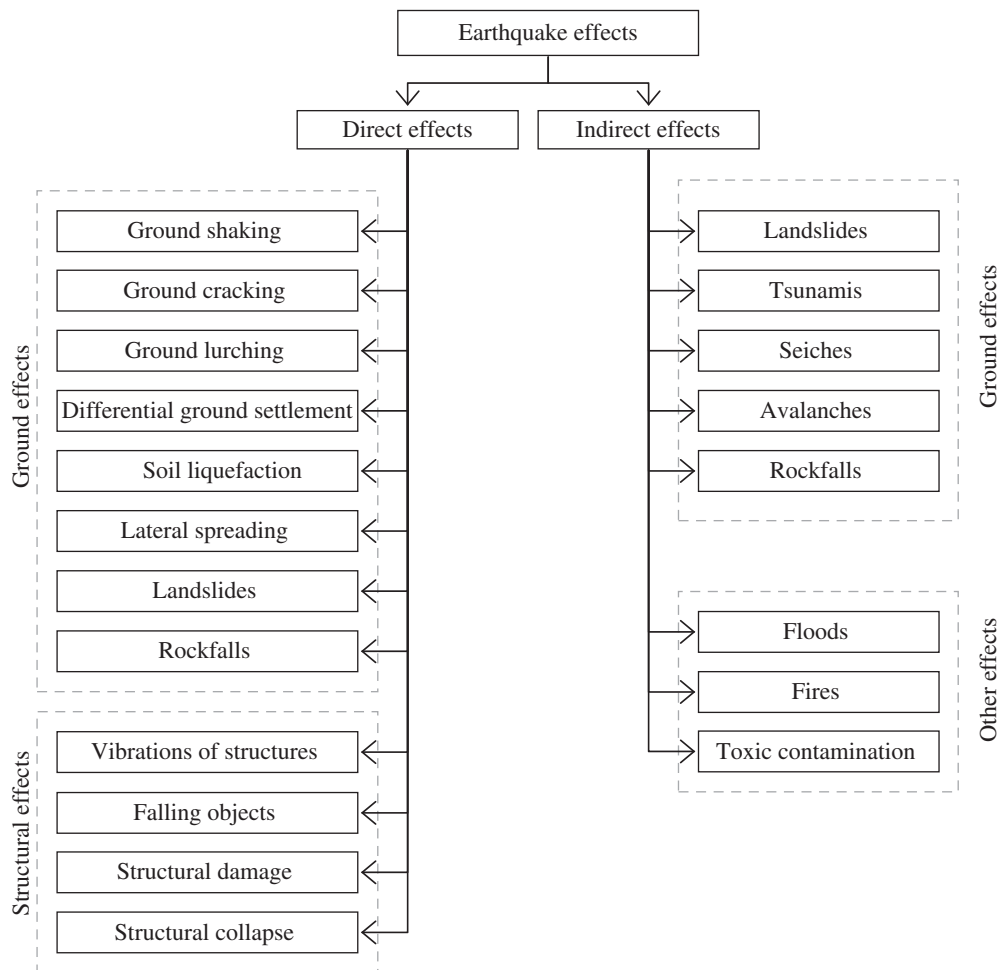 Earthquake effects
Direct effects
Indirect effects
Ground effects
Ground shaking
Ground cracking
Ground lurching
Differential ground settlement
Soil liquefaction
Lateral spreading
Landslides
Rockfalls
Structural effects
Vibrations of structures
Falling objects
Structural damage
Structural collapse
Landslides
Tsunamis
Seiches
Avalanches
Rockfalls
Ground effects
Floods
Fires
Toxic contamination
Other effects